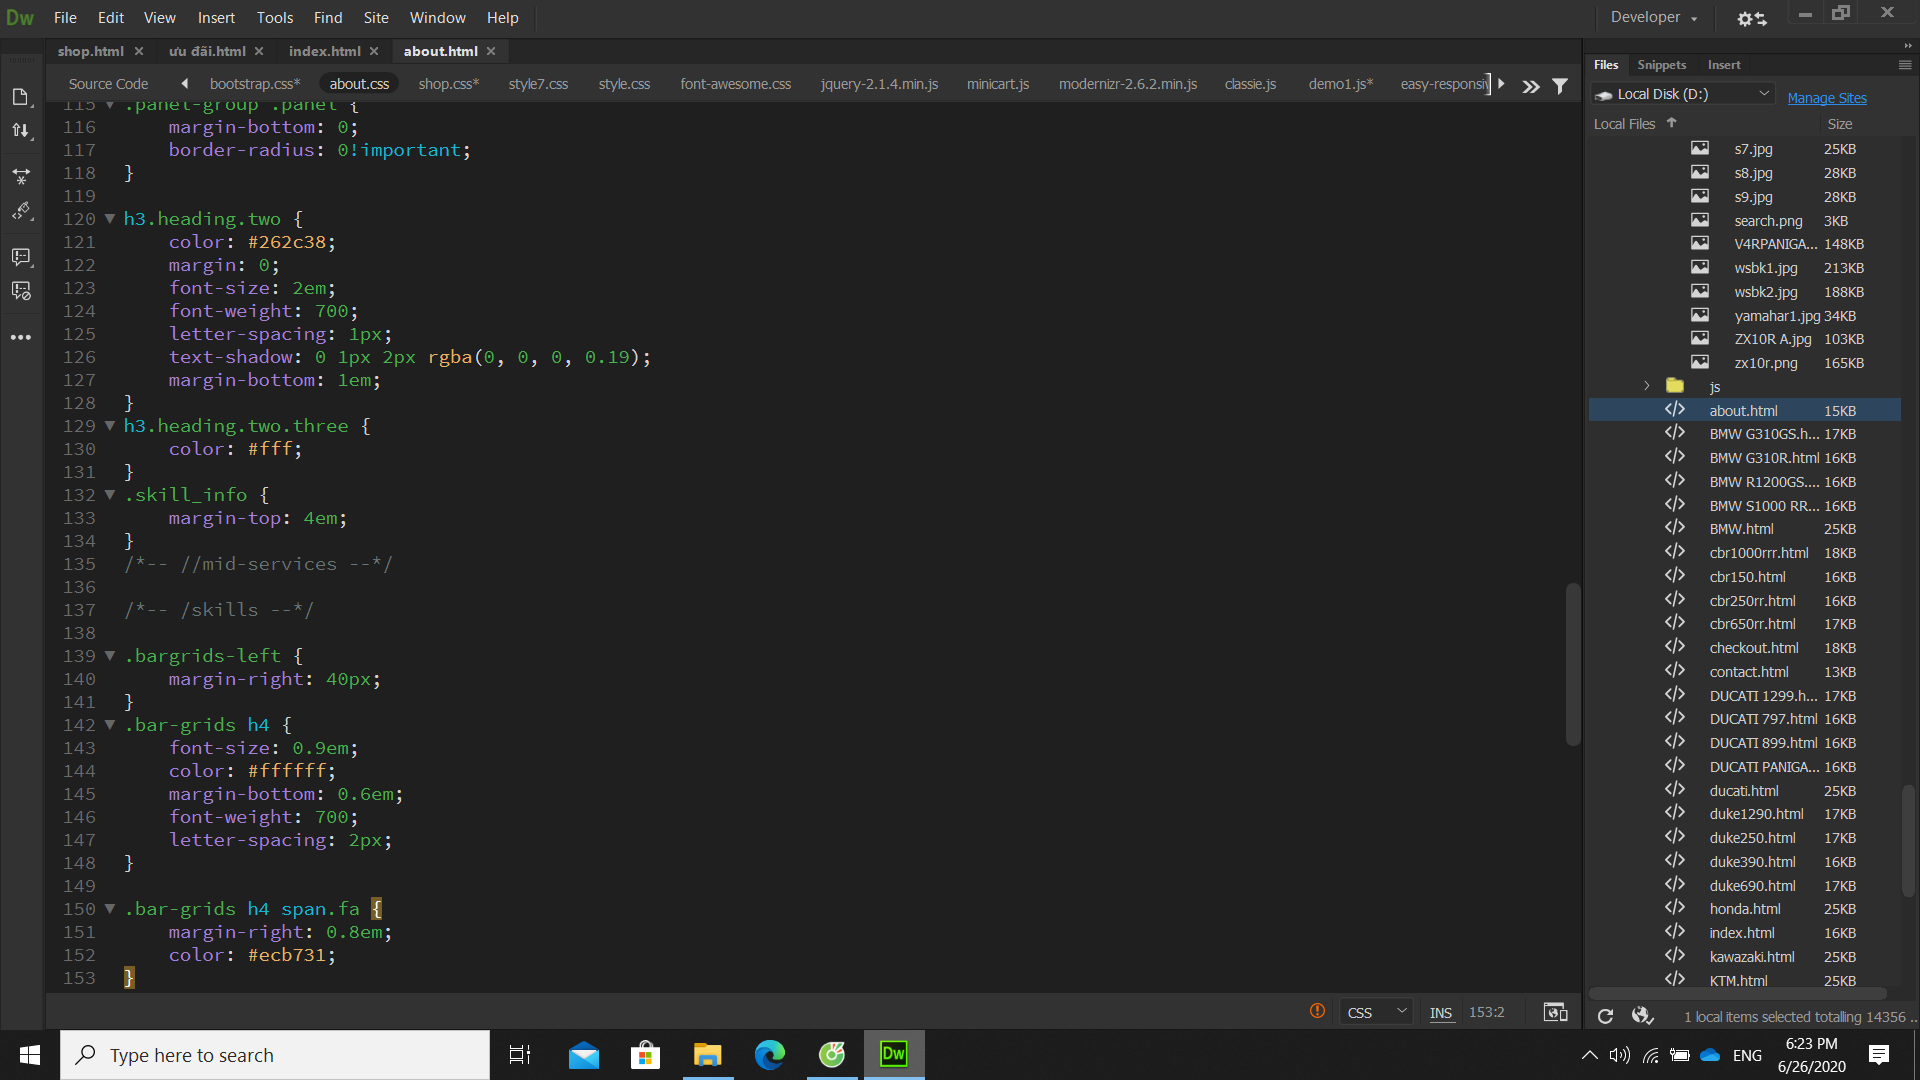 Dw File Edit View Insert Tools Find Site Window Help Developer
shop.html ưu đãi.html index.html about.html
Source Code bootstrap.css* about.css shop.css* style7.css style.css font-awesome.css jquery-2.1.4.min.js minicart.js modernizr-2.6.2.min.js classie.js demo1.js* easy-responsiv
115 .panel-group .panel {
116 margin-bottom: 0;
117 border-radius: 0!important;
118 }
119
120 h3.heading.two {
121 color: #262c38;
122 margin: 0;
123 font-size: 2em;
124 font-weight: 700;
125 letter-spacing: 1px;
126 text-shadow: 0 1px 2px rgba(0, 0, 0, 0.19);
127 margin-bottom: 1em;
128 }
129 h3.heading.two.three {
130 color: #fff;
131 }
132 .skill_info {
133 margin-top: 4em;
134 }
135 /*-- //mid-services --*/
136
137 /*-- /skills --*/
138
139 .bargrids-left {
140 margin-right: 40px;
141 }
142 .bar-grids h4 {
143 font-size: 0.9em;
144 color: #ffffff;
145 margin-bottom: 0.6em;
146 font-weight: 700;
147 letter-spacing: 2px;
148 }
149
150 .bar-grids h4 span.fa {
151 margin-right: 0.8em;
152 color: #ecb731;
153 }
CSS INS 153:2
Files Snippets Insert
Local Disk (D:) Manage Sites
Local Files Size
s7.jpg 25KB
s8.jpg 28KB
s9.jpg 28KB
search.png 3KB
V4RPANIGA... 148KB
wsbk1.jpg 213KB
wsbk2.jpg 188KB
yamahar1.jpg 34KB
ZX10R A.jpg 103KB
zx10r.png 165KB
js
about.html 15KB
BMW G310GS.h... 17KB
BMW G310R.html 16KB
BMW R1200GS.... 16KB
BMW S1000 RR... 16KB
BMW.html 25KB
cbr1000rrr.html 18KB
cbr150.html 16KB
cbr250rr.html 16KB
cbr650rr.html 17KB
checkout.html 18KB
contact.html 13KB
DUCATI 1299.h... 17KB
DUCATI 797.html 16KB
DUCATI 899.html 16KB
DUCATI PANIGA... 16KB
ducati.html 25KB
duke1290.html 17KB
duke250.html 17KB
duke390.html 16KB
duke690.html 17KB
honda.html 25KB
index.html 16KB
kawazaki.html 25KB
KTM.html 25KB
1 local items selected totalling 14356 ..
Type here to search
Dw
ENG
6:23 PM
6/26/2020